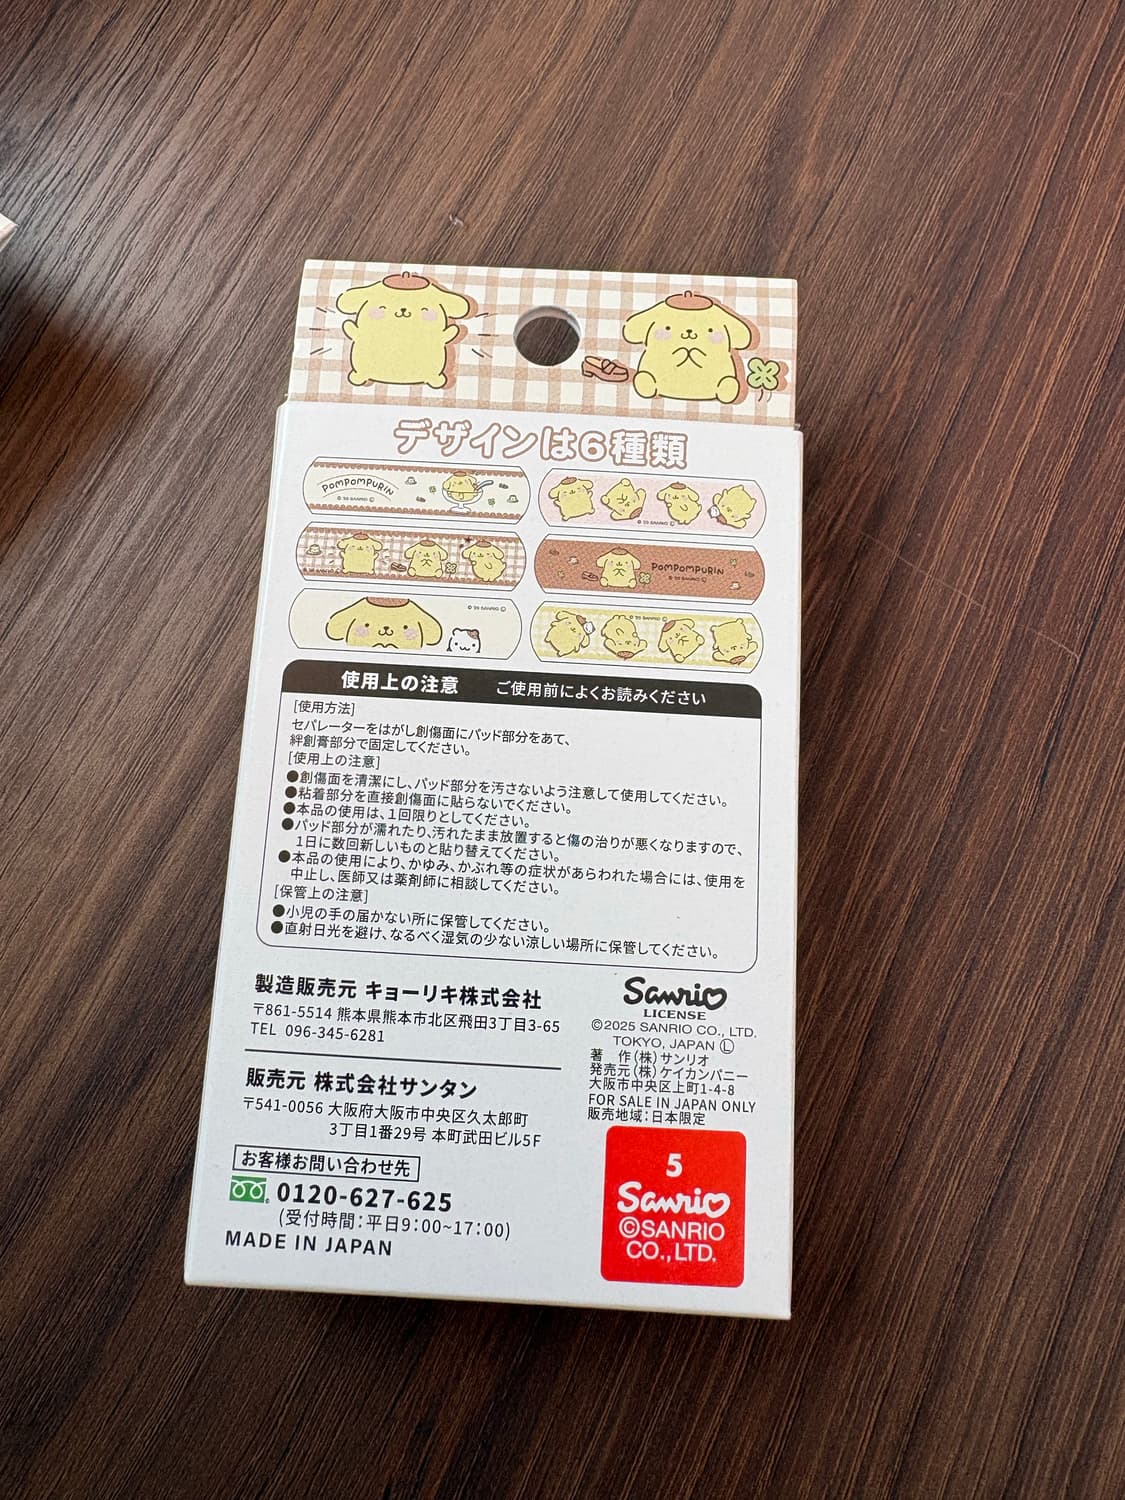 デザインは6種類
POMPOMPURIN
© '25 SANRIO Ⓛ
© '25 SANRIO Ⓛ
POMPOMPURIN
© '25 SANRIO Ⓛ
© '25 SANRIO Ⓛ
© '25 SANRIO Ⓛ
使用上の注意 ご使用前によくお読みください
[使用方法]
セパレーターをはがし創傷面にパッド部分をあて、
絆創膏部分で固定してください。
[使用上の注意]
●創傷面を清潔にし、パッド部分を汚さないよう注意して使用してください。
●粘着部分を直接創傷面に貼らないでください。
●本品の使用は、1回限りとしてください。
●パッド部分が濡れたり、汚れたまま放置すると傷の治りが悪くなりますので、
1日に数回新しいものと貼り替えてください。
●本品の使用により、かゆみ、かぶれ等の症状があらわれた場合には、使用を
中止し、医師又は薬剤師に相談してください。
[保管上の注意]
●小児の手の届かない所に保管してください。
●直射日光を避け、なるべく湿気の少ない涼しい場所に保管してください。
製造販売元 キョーリキ株式会社
〒861-5514 熊本県熊本市北区飛田3丁目3-65
TEL 096-345-6281
販売元 株式会社サンタン
〒541-0056 大阪府大阪市中央区久太郎町
3丁目1番29号 本町武田ビル5F
お客様お問い合わせ先
0120-627-625
(受付時間:平日9:00~17:00)
MADE IN JAPAN
Sanrio
LICENSE
©2025 SANRIO CO., LTD.
TOKYO, JAPAN Ⓛ
著 作(株)サンリオ
発売元(株)ケイカンパニー
大阪市中央区上町1-4-8
FOR SALE IN JAPAN ONLY
販売地域:日本限定
5
Sanrio
©SANRIO
CO., LTD.